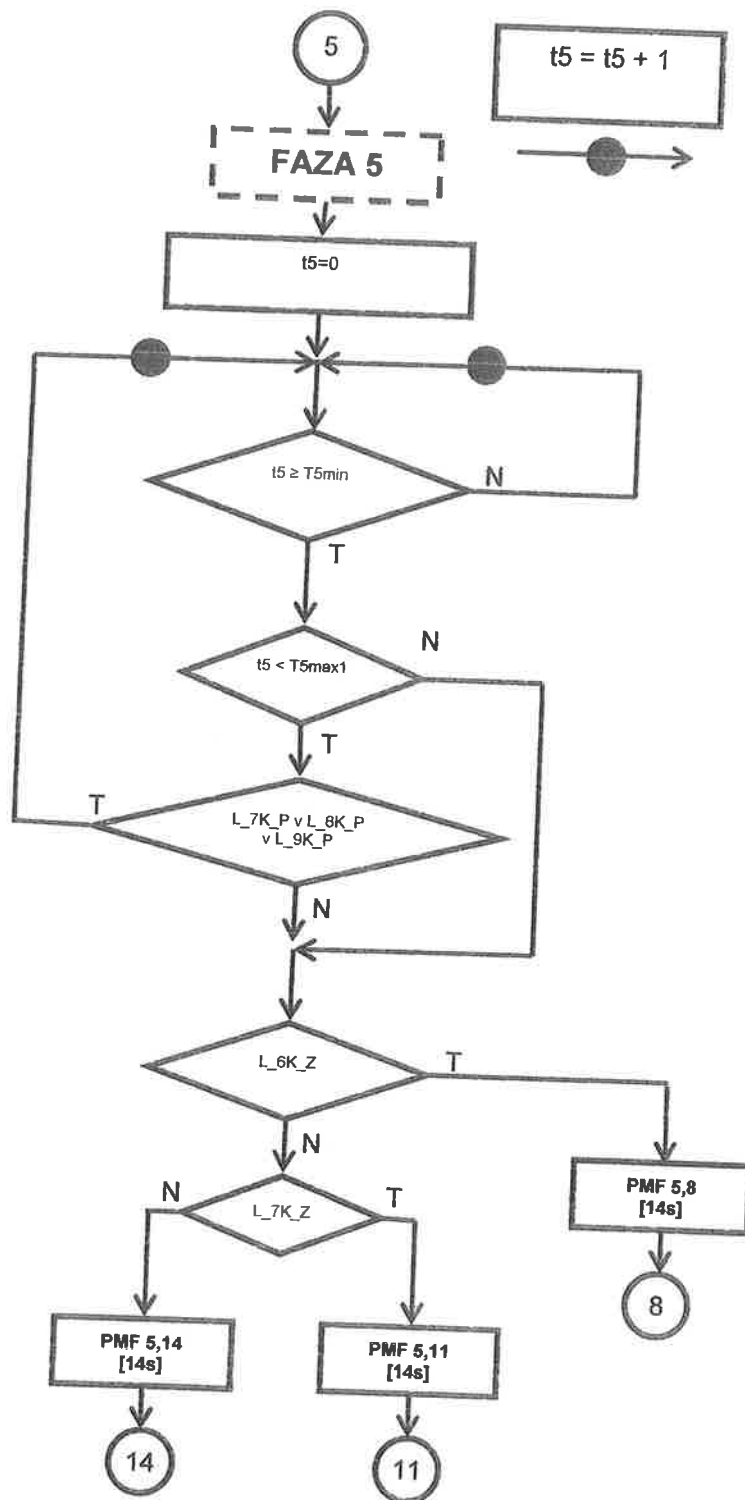 5
t5 = t5 + 1
FAZA 5
t5=0
t5 ≥ T5min
N
T
t5 < T5max1
N
T
T
L_7K_P v L_8K_P
v L_9K_P
N
L_6K_Z
T
N
N
L_7K_Z
T
PMF 5,8
[14s]
8
PMF 5,14
[14s]
PMF 5,11
[14s]
14
11